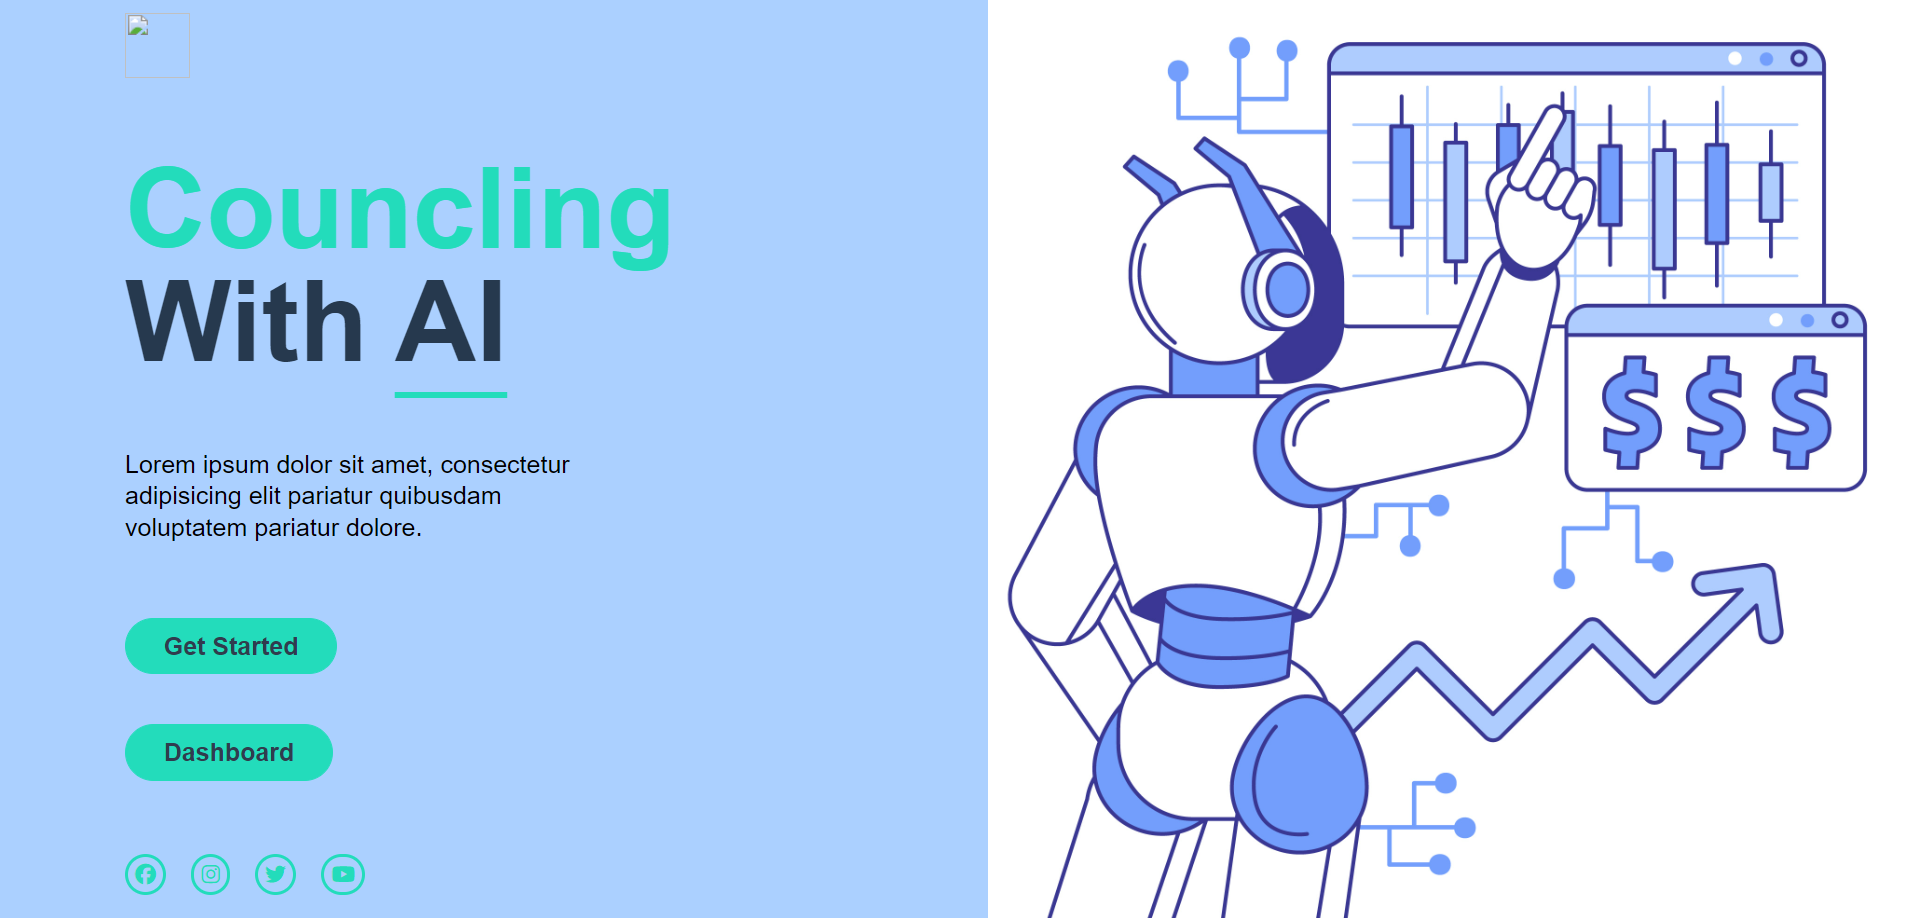 Councling
With AI
Lorem ipsum dolor sit amet, consectetur
adipisicing elit pariatur quibusdam
voluptatem pariatur dolore.
Get Started
Dashboard
$ $ $